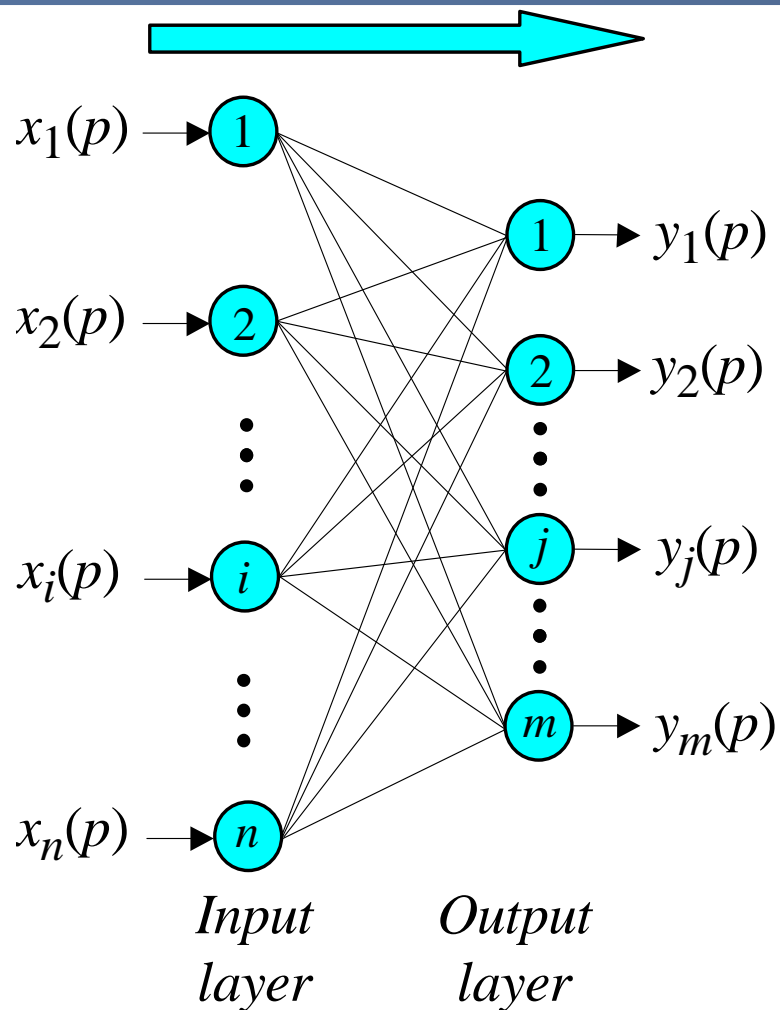 x₁(p) 1
1 y₁(p)
x₂(p) 2
2 y₂(p)
xᵢ(p) i
j yⱼ(p)
m yₘ(p)
xₙ(p) n
Input layer
Output layer